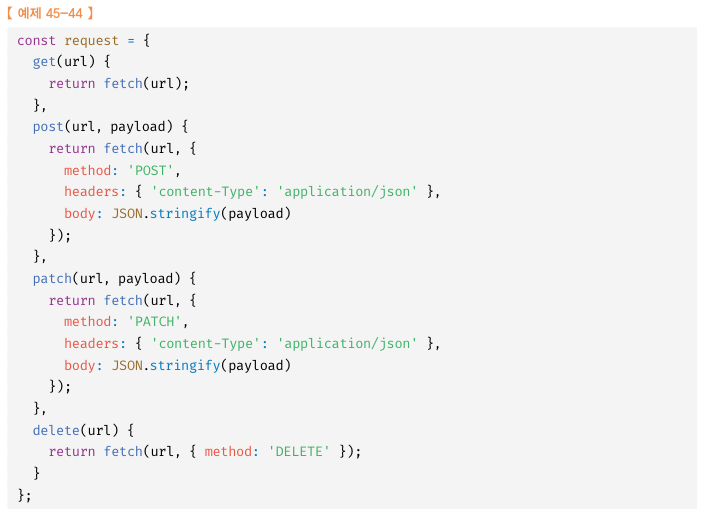 【 예제 45-44 】
const request = {
  get(url) {
    return fetch(url);
  },
  post(url, payload) {
    return fetch(url, {
      method: 'POST',
      headers: { 'content-Type': 'application/json' },
      body: JSON.stringify(payload)
    });
  },
  patch(url, payload) {
    return fetch(url, {
      method: 'PATCH',
      headers: { 'content-Type': 'application/json' },
      body: JSON.stringify(payload)
    });
  },
  delete(url) {
    return fetch(url, { method: 'DELETE' });
  }
};